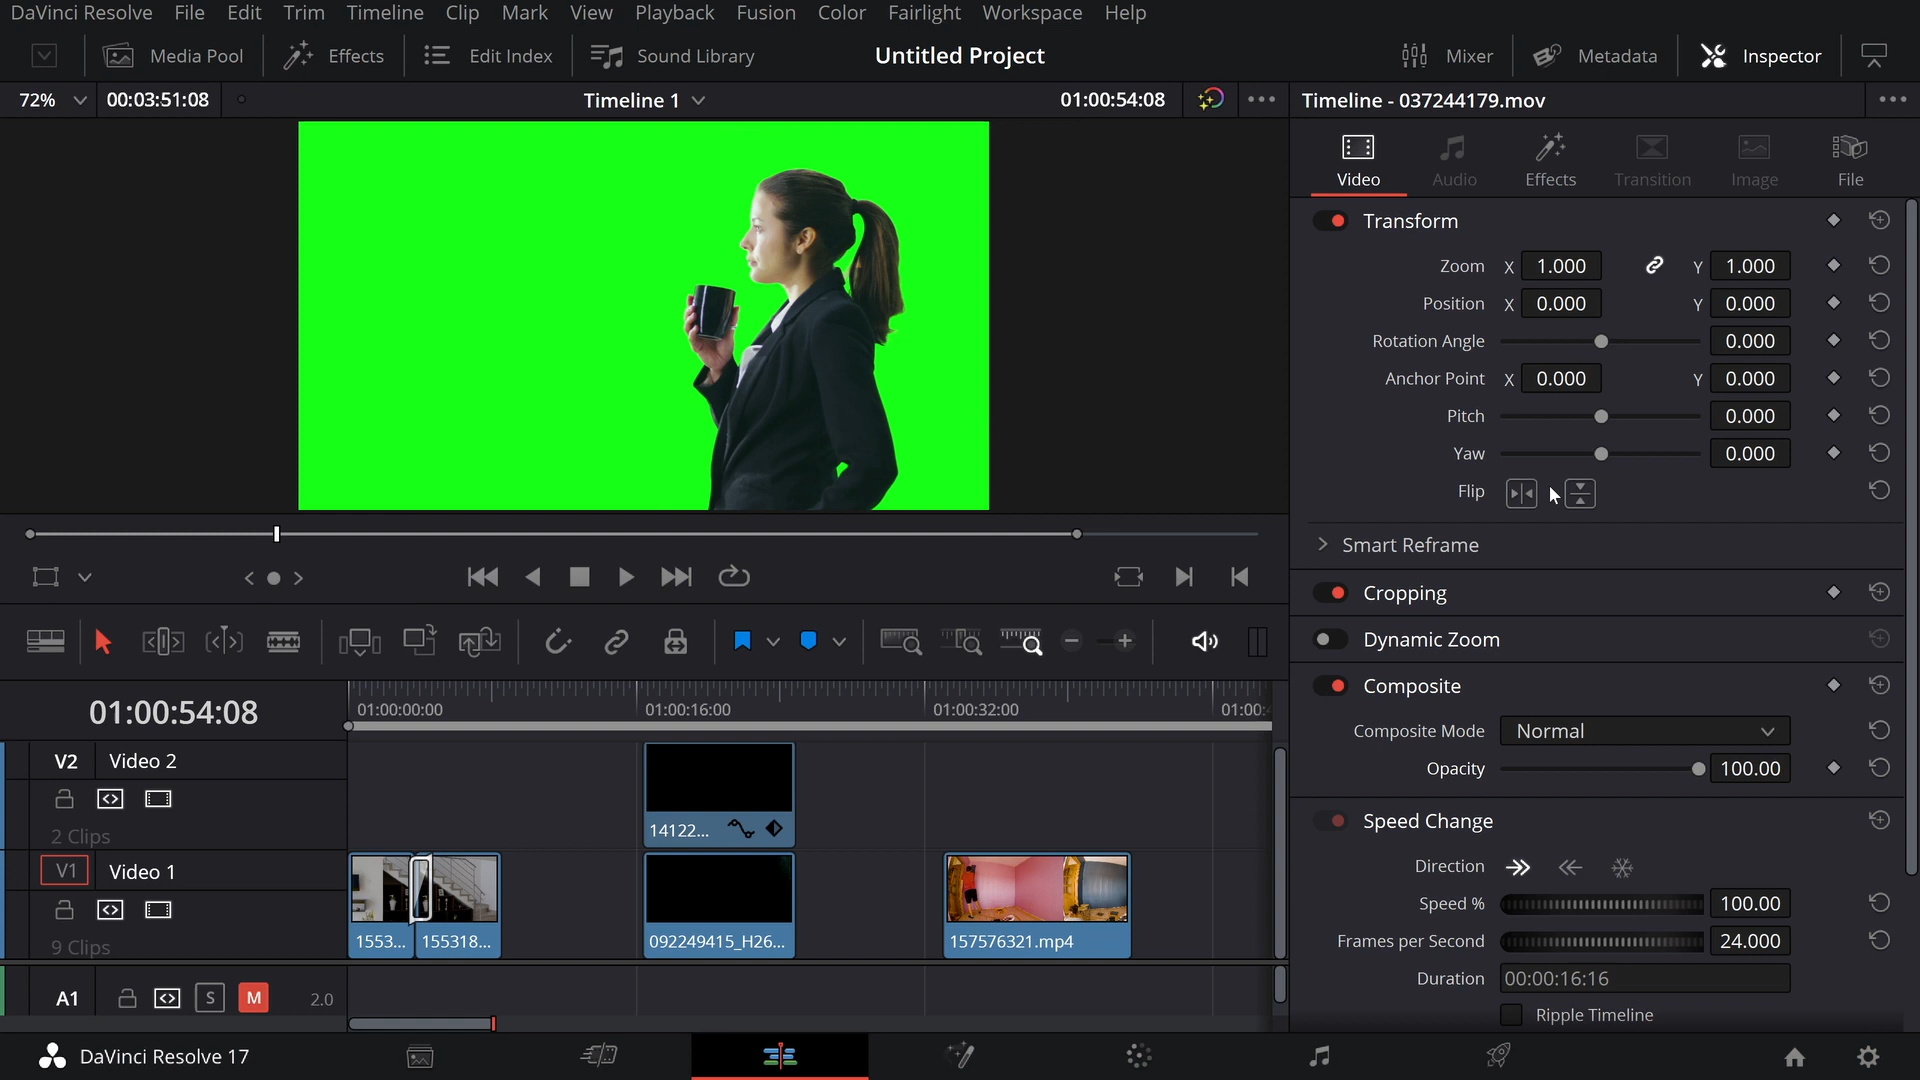 DaVinci Resolve File Edit Trim Timeline Clip Mark View Playback Fusion Color Fairlight Workspace Help
Media Pool Effects Edit Index Sound Library Untitled Project Mixer Metadata Inspector
72% 00:03:51:08 Timeline 1 01:00:54:08 Timeline - 037244179.mov
Video Audio Effects Transition Image File
Transform
Zoom X 1.000 Y 1.000
Position X 0.000 Y 0.000
Rotation Angle 0.000
Anchor Point X 0.000 Y 0.000
Pitch 0.000
Yaw 0.000
Flip
Smart Reframe
Cropping
Dynamic Zoom
Composite
Composite Mode Normal
Opacity 100.00
Speed Change
Direction
Speed % 100.00
Frames per Second 24.000
Duration 00:00:16:16
Ripple Timeline
01:00:54:08 01:00:00:00 01:00:16:00 01:00:32:00 01:00:4
V2 Video 2
2 Clips 14122...
V1 Video 1
9 Clips 1553... 155318... 092249415_H26... 157576321.mp4
A1 S M 2.0
DaVinci Resolve 17